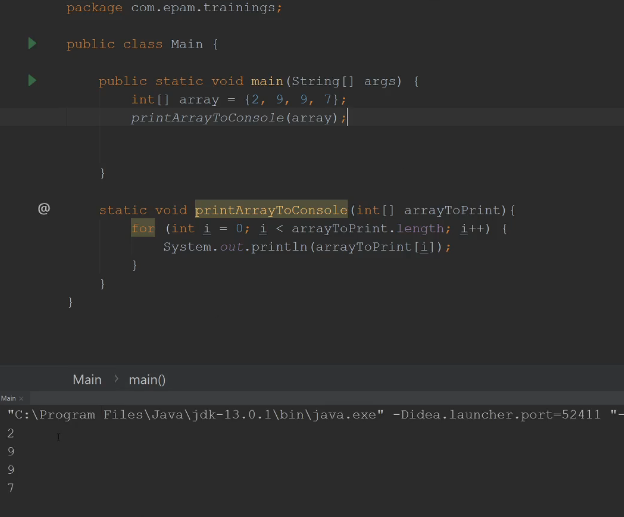 package com.epam.trainings;
public class Main {
public static void main(String[] args) {
int[] array = {2, 9, 9, 7};
printArrayToConsole(array);
}
@ static void printArrayToConsole(int[] arrayToPrint){
for (int i = 0; i < arrayToPrint.length; i++) {
System.out.println(arrayToPrint[i]);
}
}
}
Main > main()
Main ×
"C:\Program Files\Java\jdk-13.0.1\bin\java.exe" -Didea.launcher.port=52411 "-
2
9
9
7